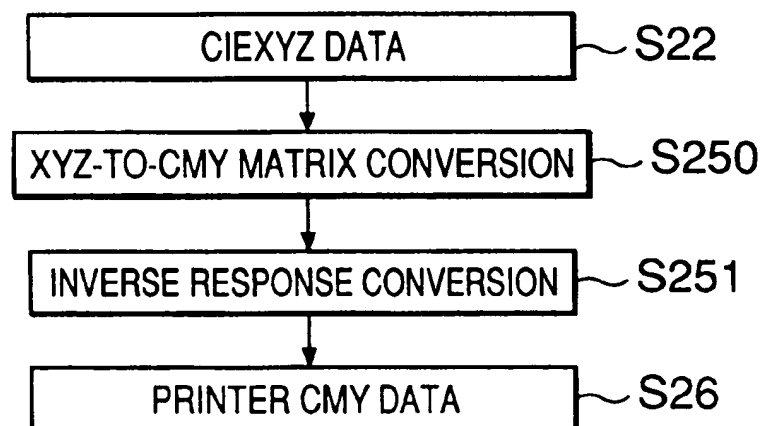 CIEXYZ DATA S22
XYZ-TO-CMY MATRIX CONVERSION S250
INVERSE RESPONSE CONVERSION S251
PRINTER CMY DATA S26